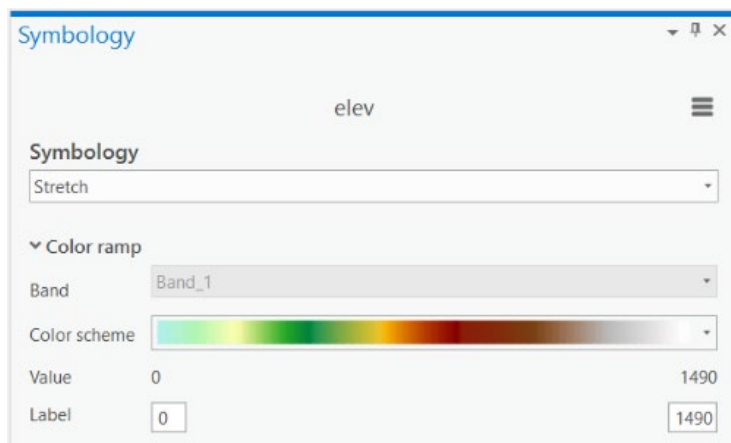 Symbology
elev
Symbology
Stretch
Color ramp
Band Band_1
Color scheme
Value 0 1490
Label 0 1490